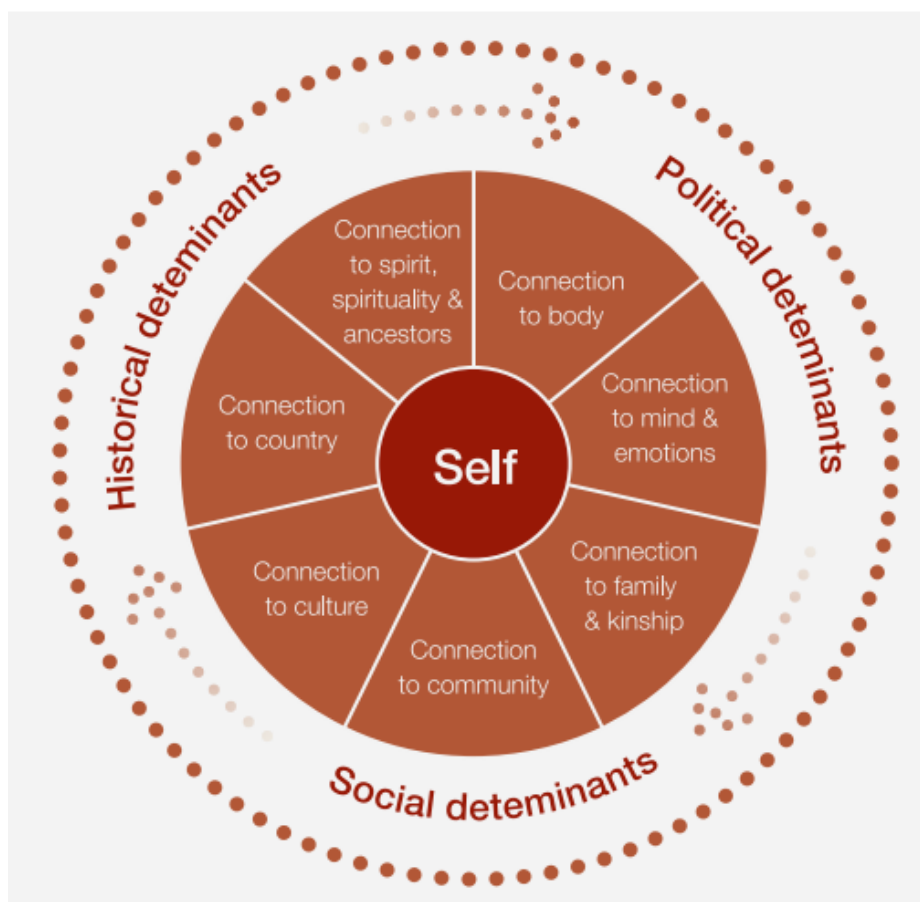 Historical deteminants
Political deteminants
Connection
to spirit,
spirituality &
ancestors
Connection
to body
Connection
to mind &
emotions
Connection
to family
& kinship
Connection
to community
Connection
to culture
Connection
to country
Self
Social deteminants